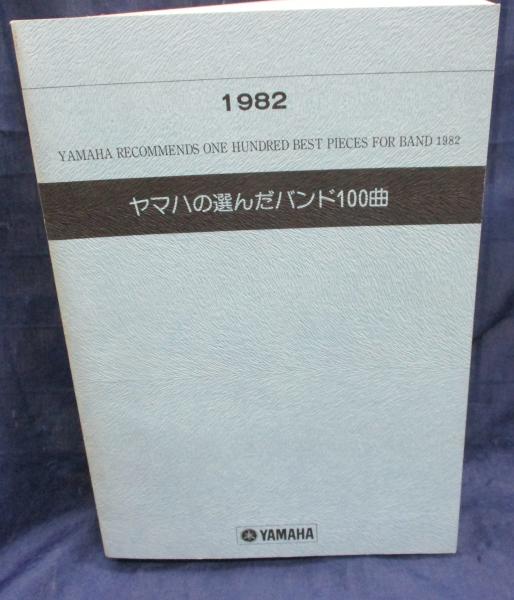 1982
YAMAHA RECOMMENDS ONE HUNDRED BEST PIECES FOR BAND 1982
ヤマハの選んだバンド100曲
YAMAHA